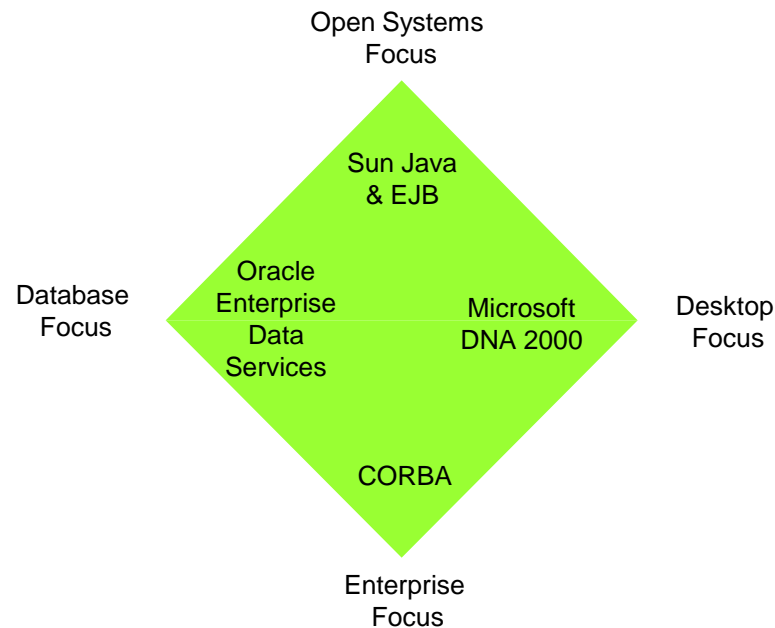 Open Systems
Focus
Sun Java
& EJB
Database
Focus
Oracle
Enterprise
Data
Services
Microsoft
DNA 2000
Desktop
Focus
CORBA
Enterprise
Focus